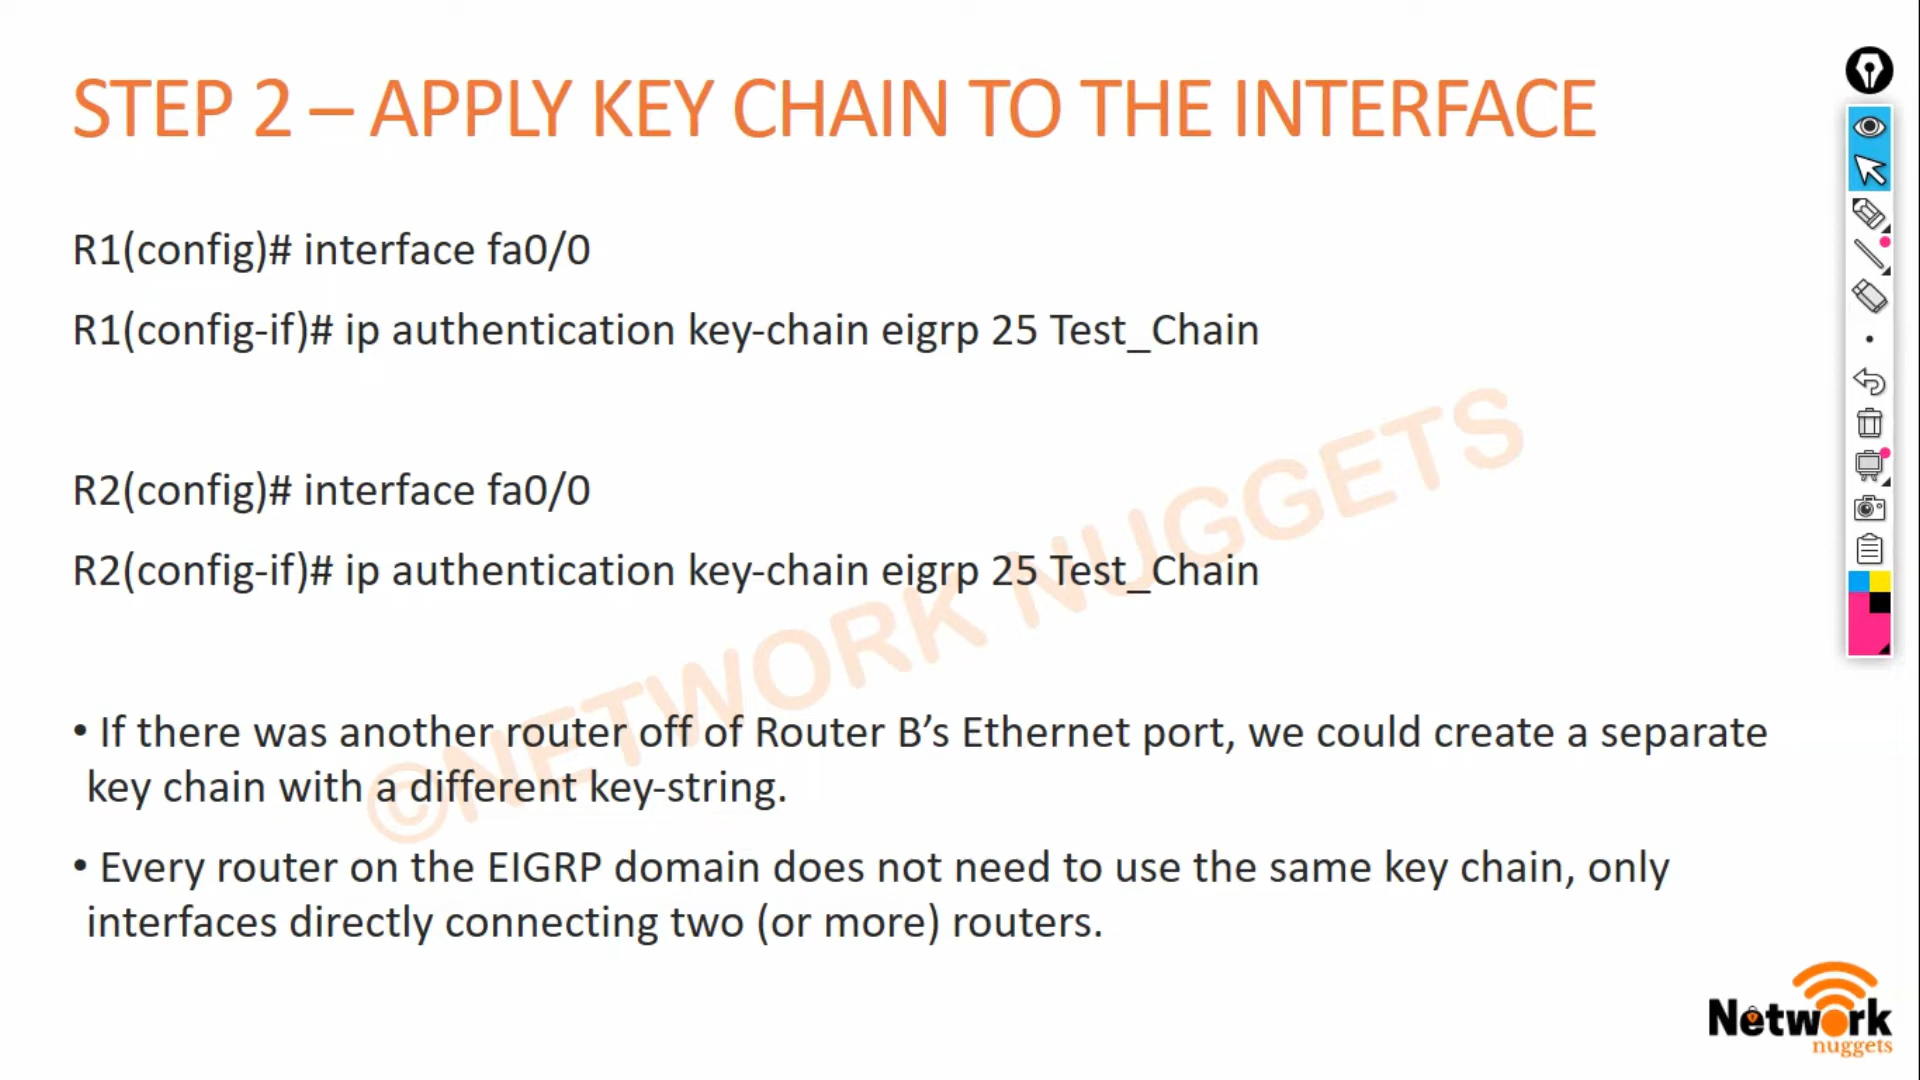 STEP 2 – APPLY KEY CHAIN TO THE INTERFACE
R1(config)# interface fa0/0
R1(config-if)# ip authentication key-chain eigrp 25 Test_Chain
R2(config)# interface fa0/0
R2(config-if)# ip authentication key-chain eigrp 25 Test_Chain
©NETWORK NUGGETS
• If there was another router off of Router B’s Ethernet port, we could create a separate
key chain with a different key-string.
• Every router on the EIGRP domain does not need to use the same key chain, only
interfaces directly connecting two (or more) routers.
Network
nuggets